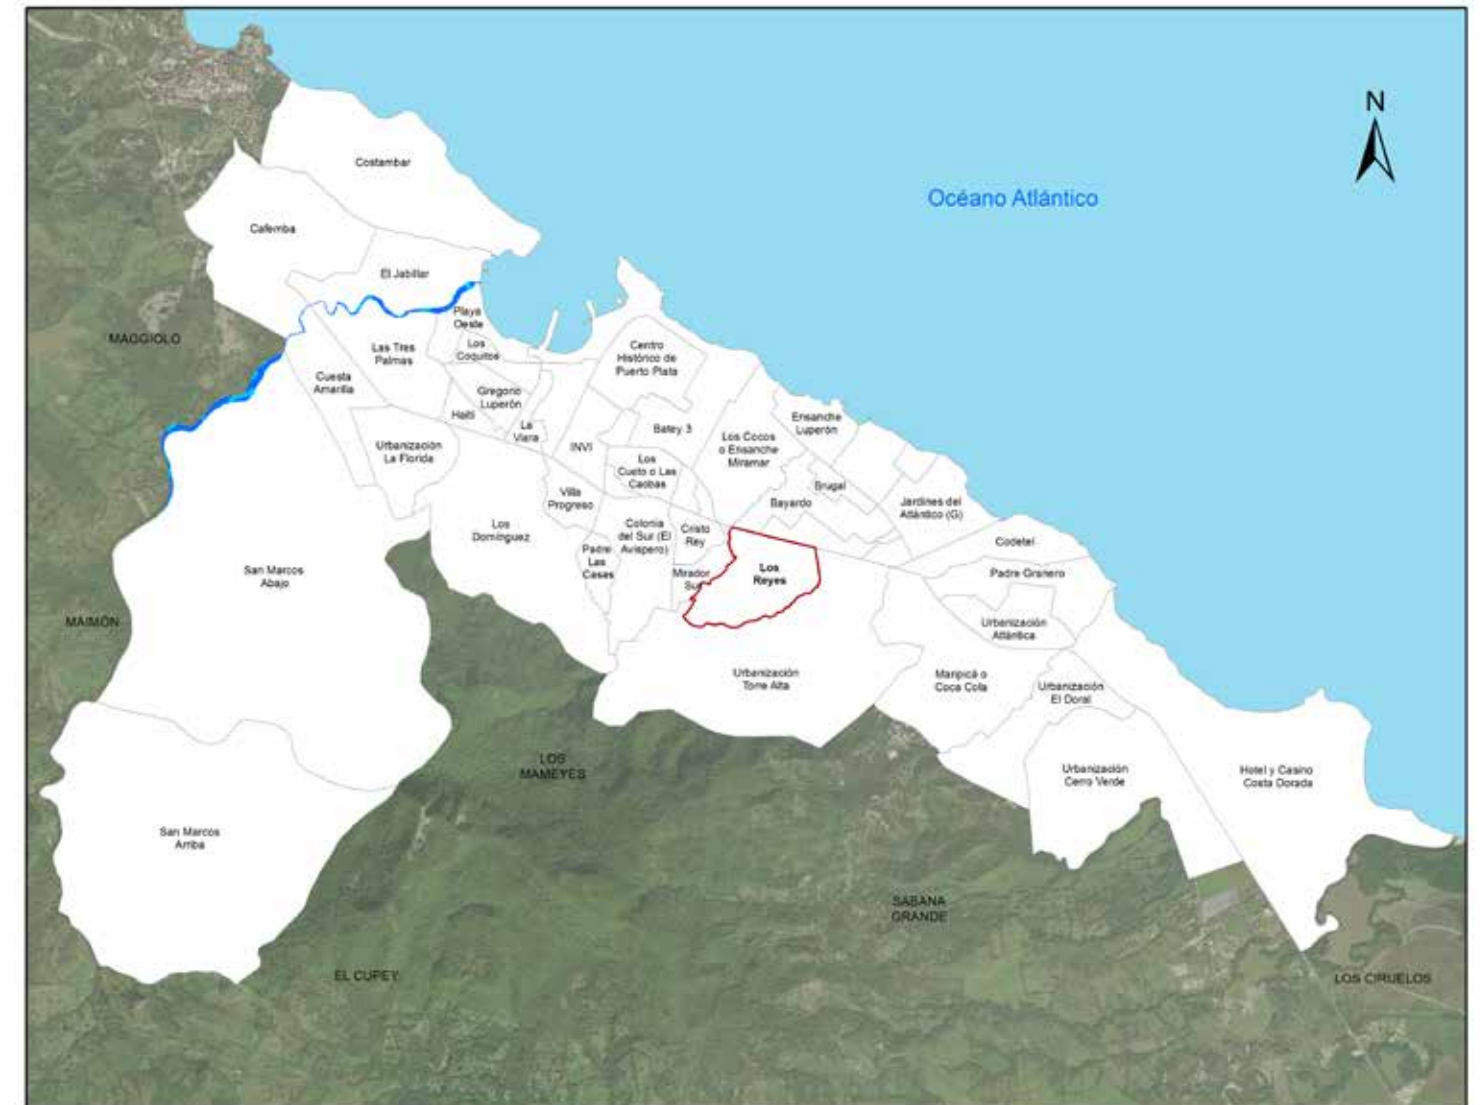 N
Costambar
Océano Atlántico
Cafemba
El Jabillar
MAGGIOLO
Playa
Oeste
Los
Coquitos
Las Tres
Palmas
Centro
Histórico de
Puerto Plata
Cuesta
Amarilla
Gregorio
Luperón
Haití
La
Viara
Urbanización
La Florida
INVI
Batey 3
Los Cocos
o Ensanche
Miramar
Ensanche
Luperón
Los
Cueto o Las
Caobas
Brugal
Bayardo
Jardines del
Atlántico (G)
Villa
Progreso
Los
Domínguez
Colonia
del Sur (El
Avispero)
Cristo
Rey
Padre
Las
Casas
Mirador
Sur
Los
Reyes
Codetel
Padre Granero
San Marcos
Abajo
MAIMÓN
Urbanización
Atlántica
Urbanización
Torre Alta
Maripicá o
Coca Cola
Urbanización
El Doral
LOS
MAMEYES
Urbanización
Cerro Verde
Hotel y Casino
Costa Dorada
San Marcos
Arriba
SABANA
GRANDE
EL CUPEY
LOS CIRUELOS